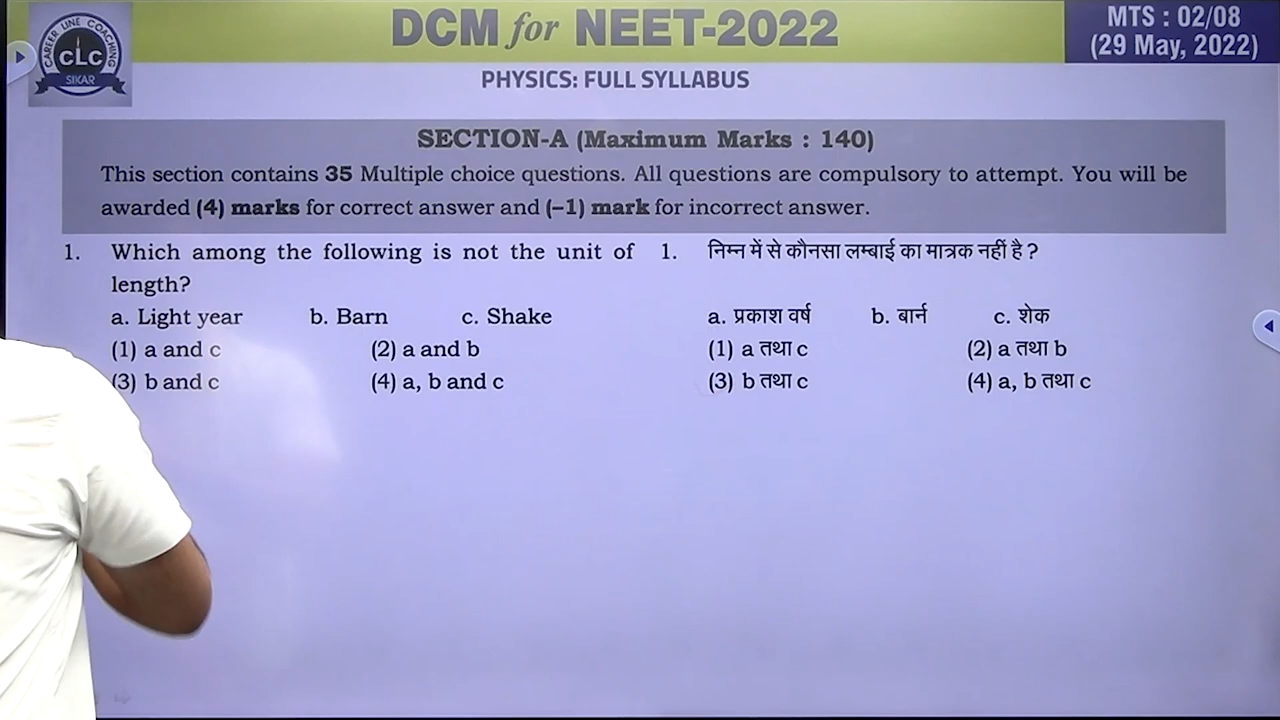 DCM for NEET-2022
MTS : 02/08
(29 May, 2022)
CAREER LINE COACHING
CLC
SIKAR
PHYSICS: FULL SYLLABUS
SECTION-A (Maximum Marks : 140)
This section contains 35 Multiple choice questions. All questions are compulsory to attempt. You will be
awarded (4) marks for correct answer and (–1) mark for incorrect answer.
1. Which among the following is not the unit of
length?
a. Light year b. Barn c. Shake
(1) a and c (2) a and b
(3) b and c (4) a, b and c
1. निम्न में से कौनसा लम्बाई का मात्रक नहीं है ?
a. प्रकाश वर्ष b. बार्न c. शेक
(1) a तथा c (2) a तथा b
(3) b तथा c (4) a, b तथा c